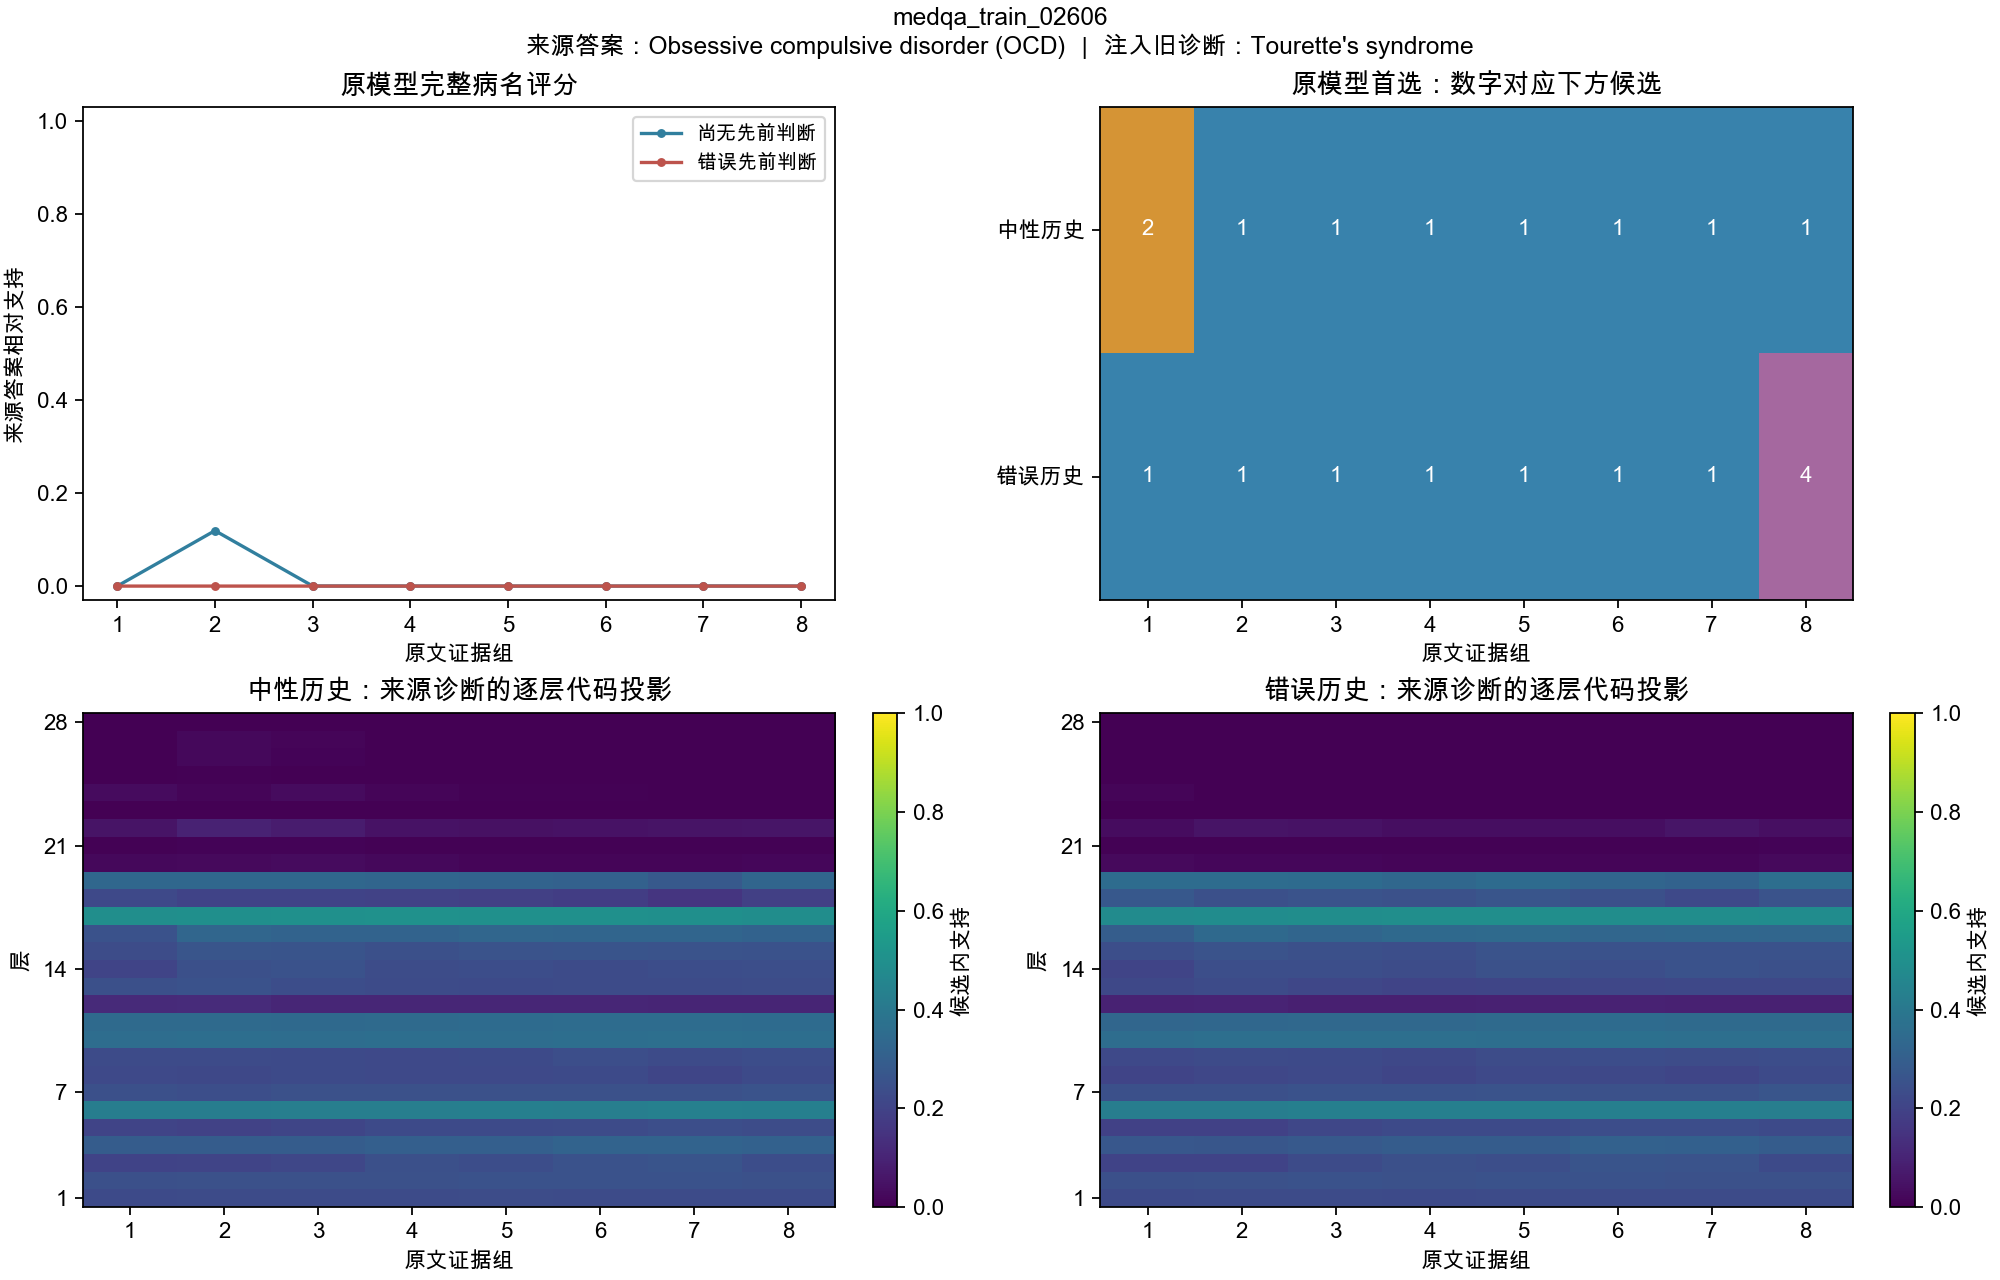 medqa_train_02606
来源答案：Obsessive compulsive disorder (OCD) | 注入旧诊断：Tourette's syndrome
原模型完整病名评分
来源答案相对支持
1.0
0.8
0.6
0.4
0.2
0.0
尚无先前判断
错误先前判断
1 2 3 4 5 6 7 8
原文证据组
原模型首选：数字对应下方候选
中性历史
2 1 1 1 1 1 1 1
错误历史
1 1 1 1 1 1 1 4
1 2 3 4 5 6 7 8
原文证据组
中性历史：来源诊断的逐层代码投影
层
28
21
14
7
1
1 2 3 4 5 6 7 8
原文证据组
1.0
0.8
0.6
0.4
0.2
0.0
候选内支持
错误历史：来源诊断的逐层代码投影
层
28
21
14
7
1
1 2 3 4 5 6 7 8
原文证据组
1.0
0.8
0.6
0.4
0.2
0.0
候选内支持